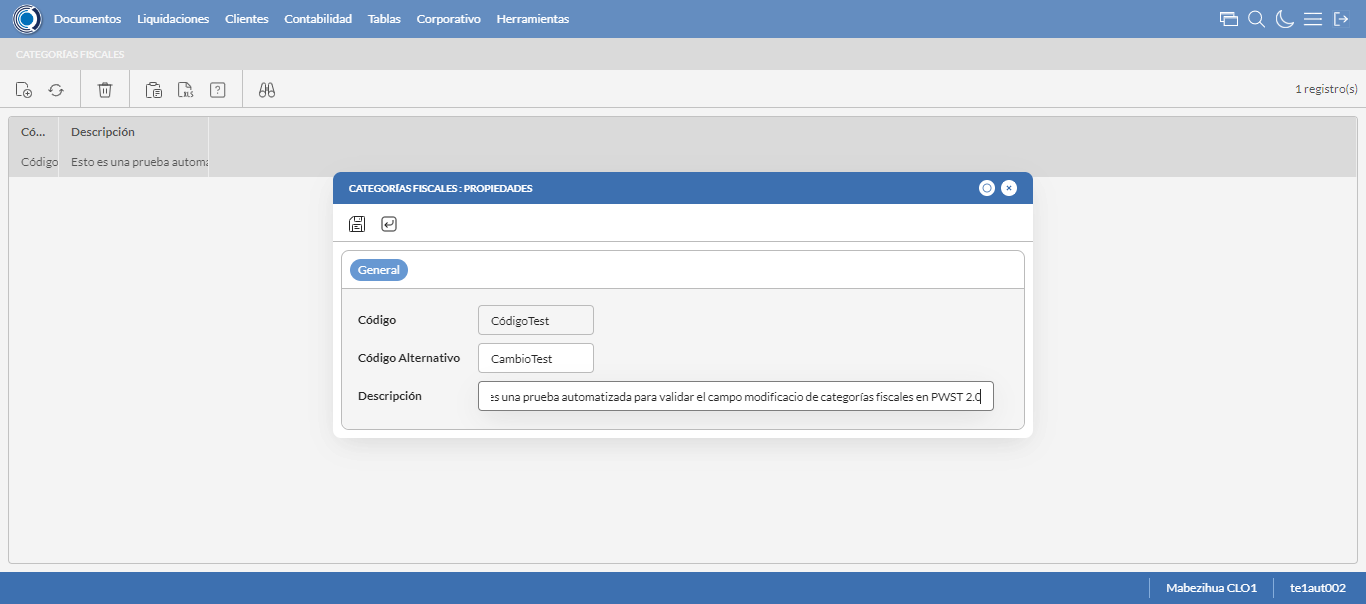 Documentos Liquidaciones Clientes Contabilidad Tablas Corporativo Herramientas
CATEGORÍAS FISCALES
XLS ? 1 registro(s)
Có... Descripción
Código Esto es una prueba automa
CATEGORÍAS FISCALES : PROPIEDADES
General
Código CódigoTest
Código Alternativo CambioTest
Descripción es una prueba automatizada para validar el campo modificacio de categorías fiscales en PWST 2.0
Mabezihua CLO1 te1aut002